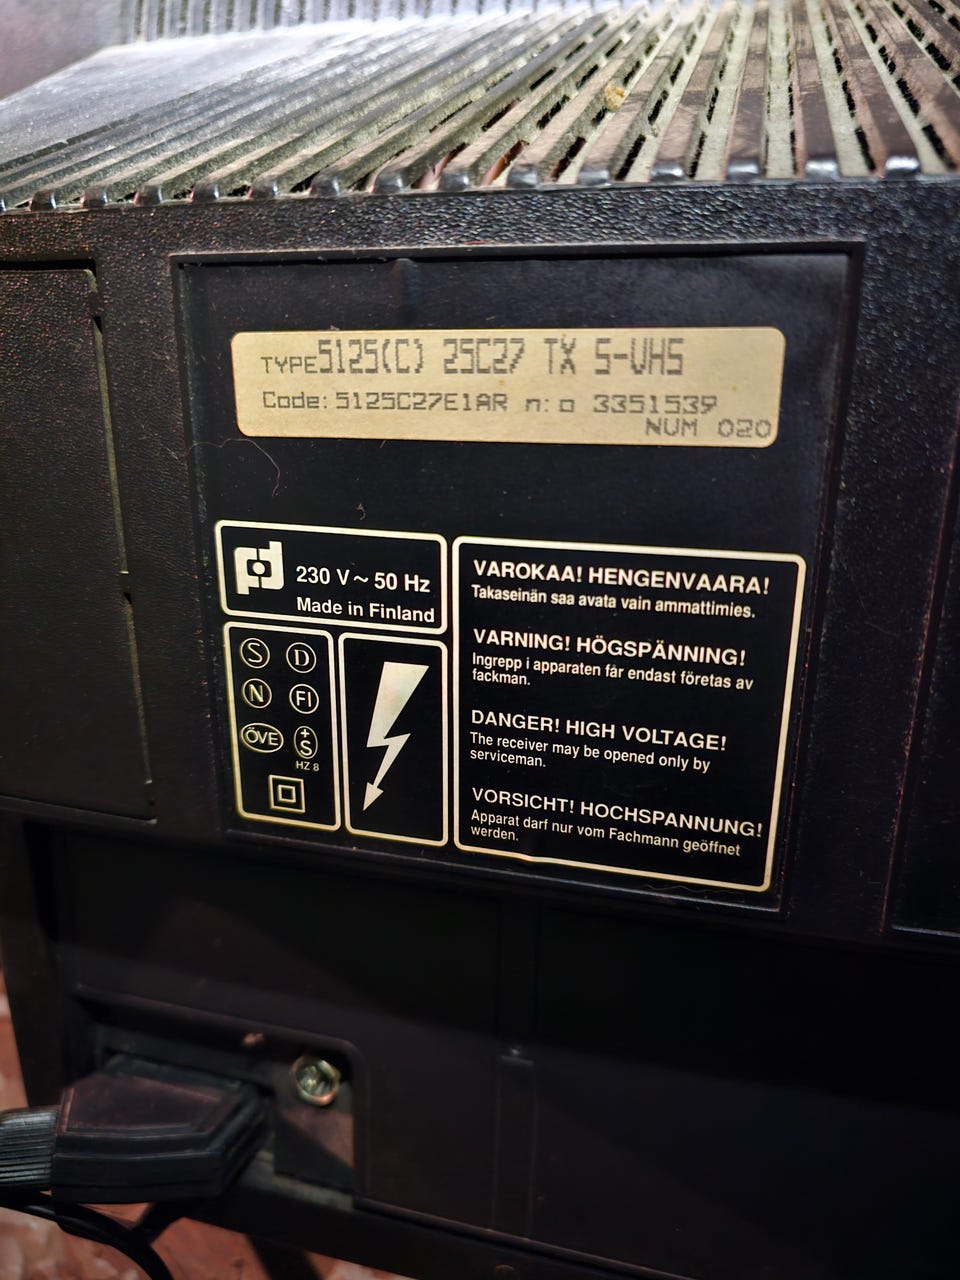 TYPE 5125(C) 25C27 TX S-VHS
Code: 5125C27E1AR n:o 3351539
NUM 020
230 V ~ 50 Hz
Made in Finland
S D
N FI
ÖVE +S
HZ 8
VAROKAA! HENGENVAARA!
Takaseinän saa avata vain ammattimies.
VARNING! HÖGSPÄNNING!
Ingrepp i apparaten får endast företas av
fackman.
DANGER! HIGH VOLTAGE!
The receiver may be opened only by
serviceman.
VORSICHT! HOCHSPANNUNG!
Apparat darf nur vom Fachmann geöffnet
werden.